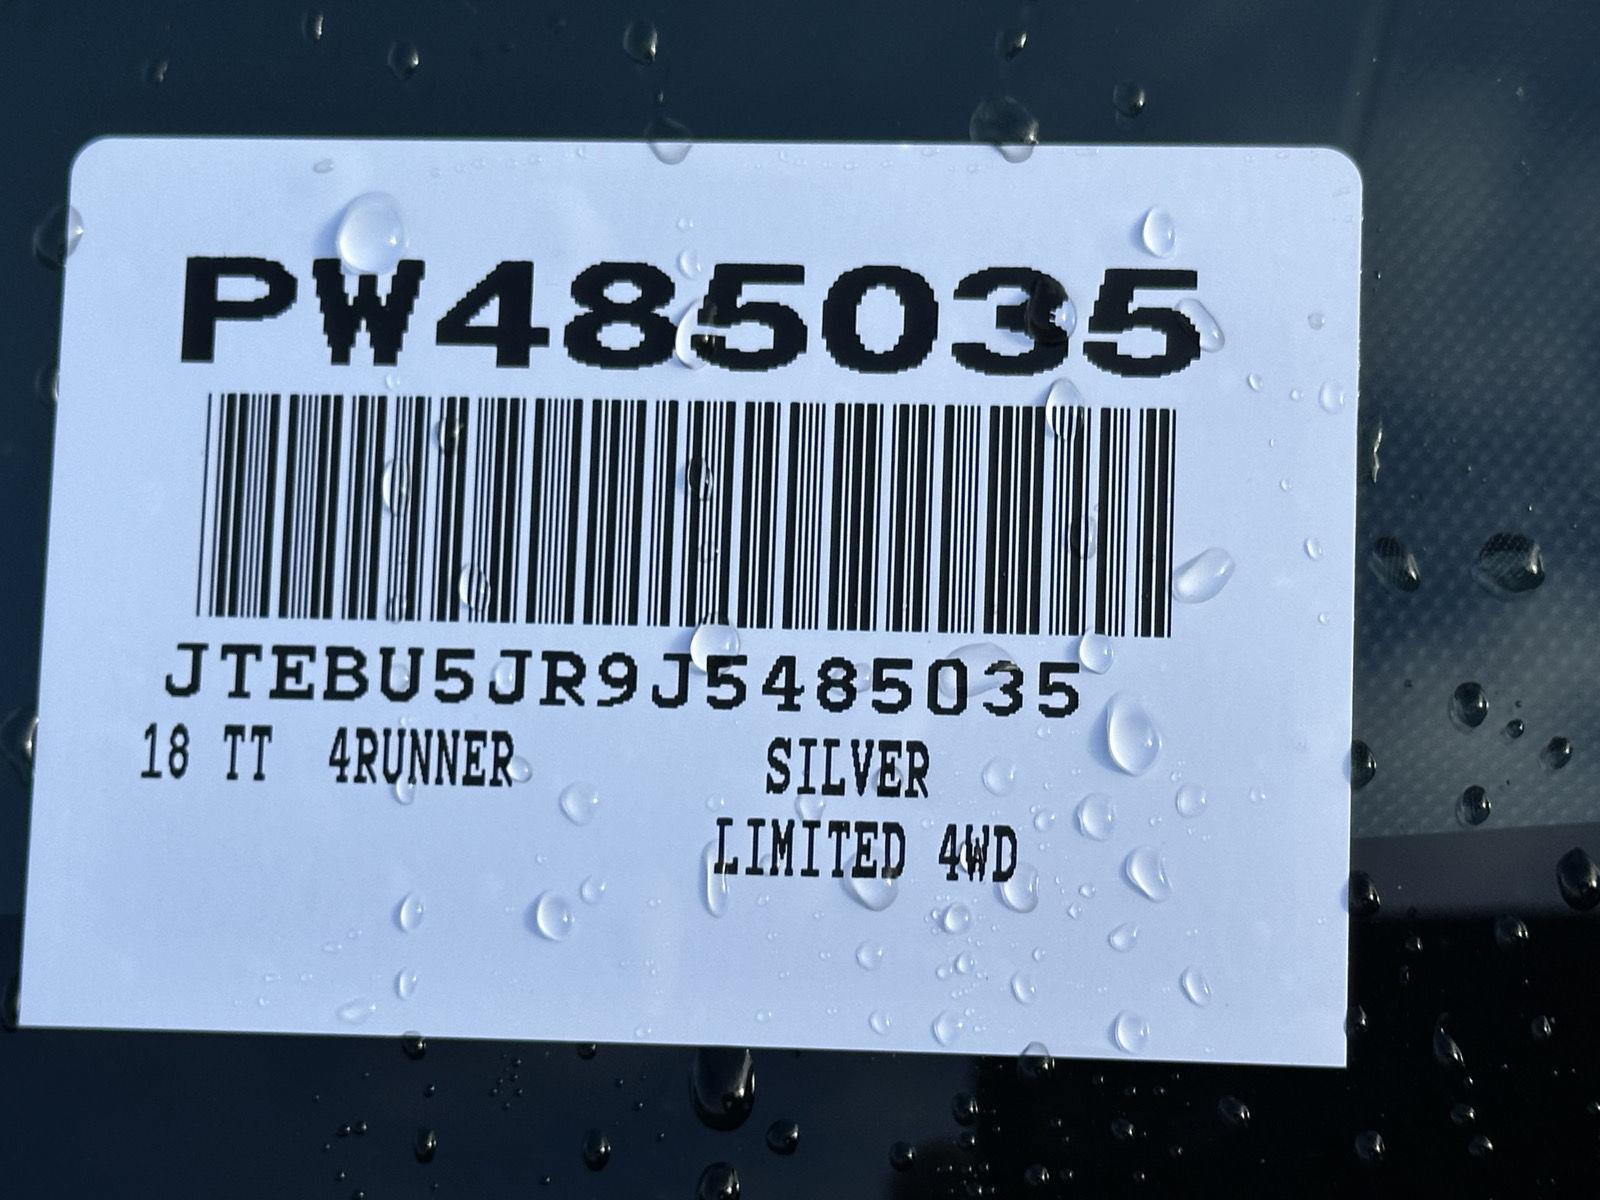 PW485035
JTEBU5JR9J5485035
18 TT 4RUNNER SILVER
LIMITED 4WD